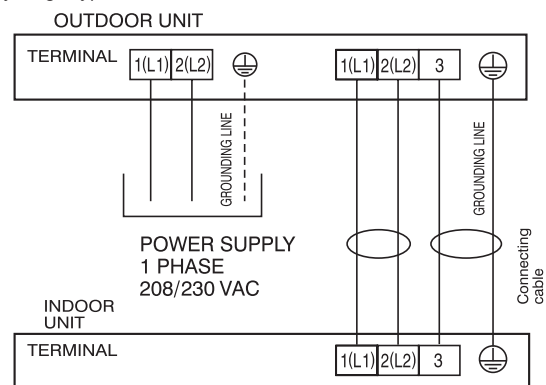 OUTDOOR UNIT
TERMINAL
1(L1) 2(L2)
1(L1) 2(L2) 3
GROUNDING LINE
GROUNDING LINE
POWER SUPPLY
1 PHASE
208/230 VAC
Connecting
cable
INDOOR
UNIT
TERMINAL
1(L1) 2(L2) 3